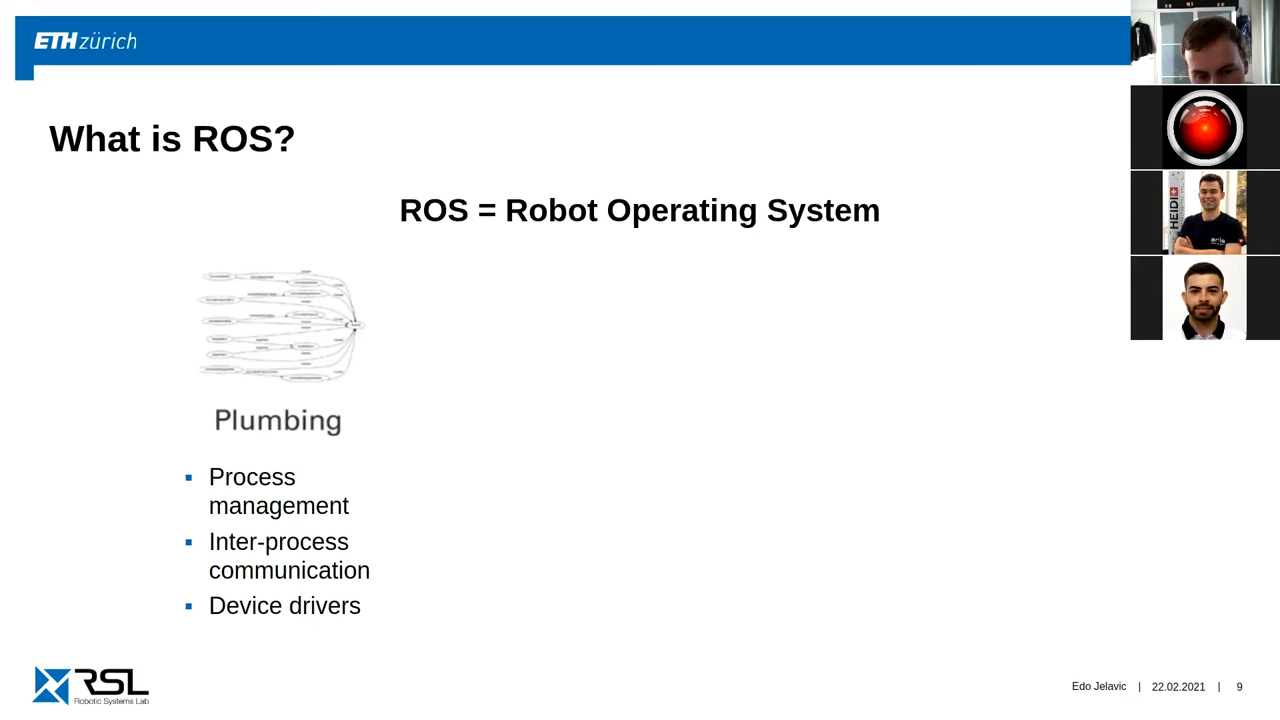 ETH zürich
What is ROS?
ROS = Robot Operating System
Plumbing
▪ Process
management
▪ Inter-process
communication
▪ Device drivers
RSL
Robotic Systems Lab
Edo Jelavic | 22.02.2021 | 9
HEIDI